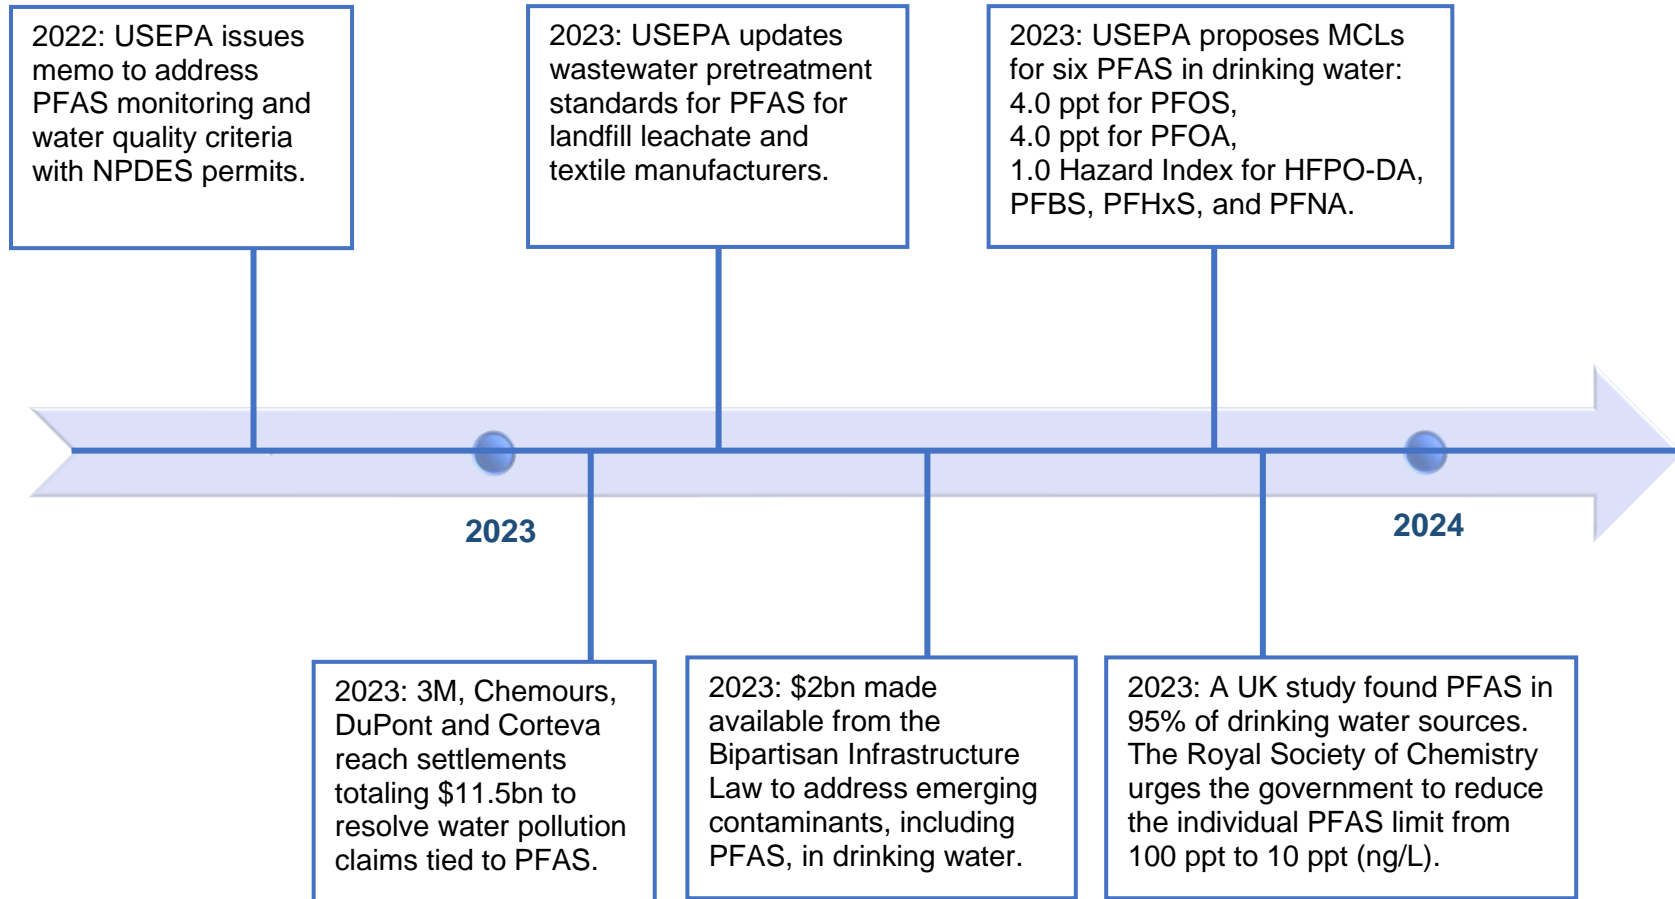 2022: USEPA issues
memo to address
PFAS monitoring and
water quality criteria
with NPDES permits.
2023: USEPA updates
wastewater pretreatment
standards for PFAS for
landfill leachate and
textile manufacturers.
2023: USEPA proposes MCLs
for six PFAS in drinking water:
4.0 ppt for PFOS,
4.0 ppt for PFOA,
1.0 Hazard Index for HFPO-DA,
PFBS, PFHxS, and PFNA.
2023
2024
2023: 3M, Chemours,
DuPont and Corteva
reach settlements
totaling $11.5bn to
resolve water pollution
claims tied to PFAS.
2023: $2bn made
available from the
Bipartisan Infrastructure
Law to address emerging
contaminants, including
PFAS, in drinking water.
2023: A UK study found PFAS in
95% of drinking water sources.
The Royal Society of Chemistry
urges the government to reduce
the individual PFAS limit from
100 ppt to 10 ppt (ng/L).